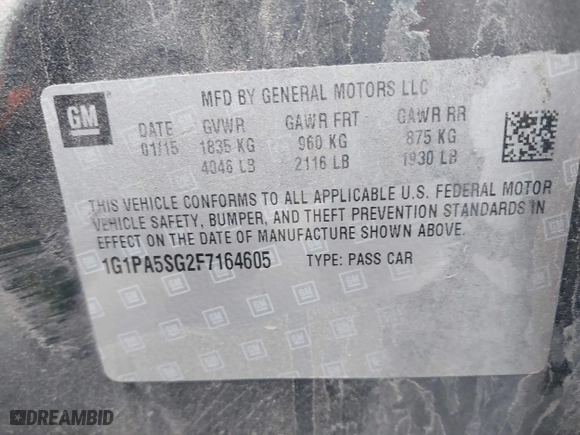 GM
MFD BY GENERAL MOTORS LLC
DATE GVWR GAWR FRT GAWR RR
01/15 1835 KG 960 KG 875 KG
4046 LB 2116 LB 1930 LB
THIS VEHICLE CONFORMS TO ALL APPLICABLE U.S. FEDERAL MOTOR
VEHICLE SAFETY, BUMPER, AND THEFT PREVENTION STANDARDS IN
EFFECT ON THE DATE OF MANUFACTURE SHOWN ABOVE.
1G1PA5SG2F7164605 TYPE: PASS CAR
DREAMBID